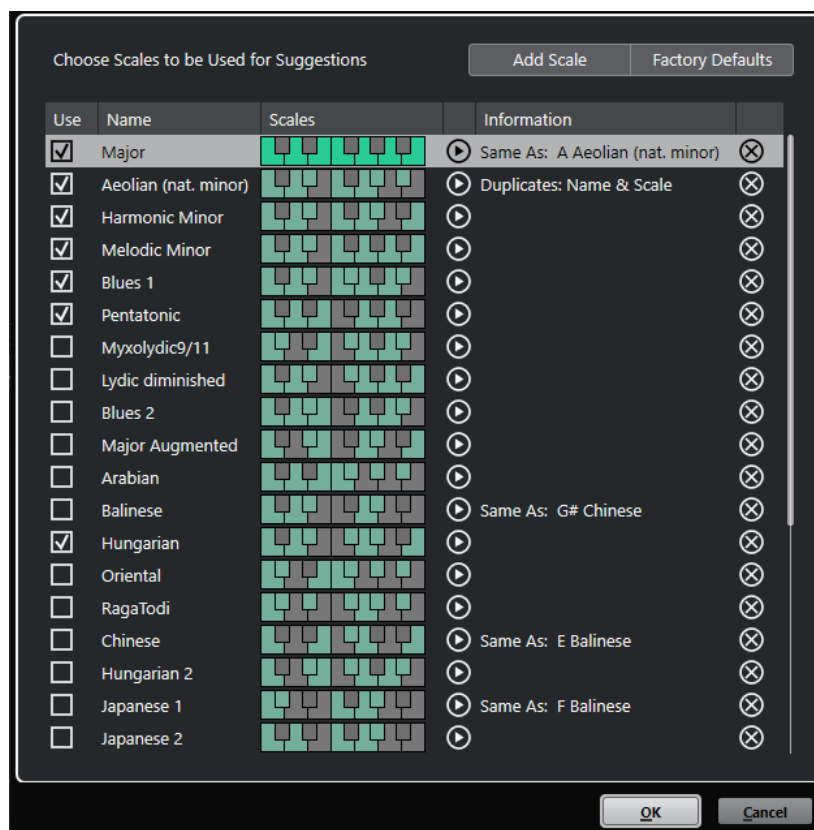 Choose Scales to be Used for Suggestions Add Scale Factory Defaults
Use Name Scales Information
Major Same As: A Aeolian (nat. minor)
Aeolian (nat. minor) Duplicates: Name & Scale
Harmonic Minor
Melodic Minor
Blues 1
Pentatonic
Myxolydic9/11
Lydic diminished
Blues 2
Major Augmented
Arabian
Balinese Same As: G# Chinese
Hungarian
Oriental
RagaTodi
Chinese Same As: E Balinese
Hungarian 2
Japanese 1 Same As: F Balinese
Japanese 2
OK Cancel